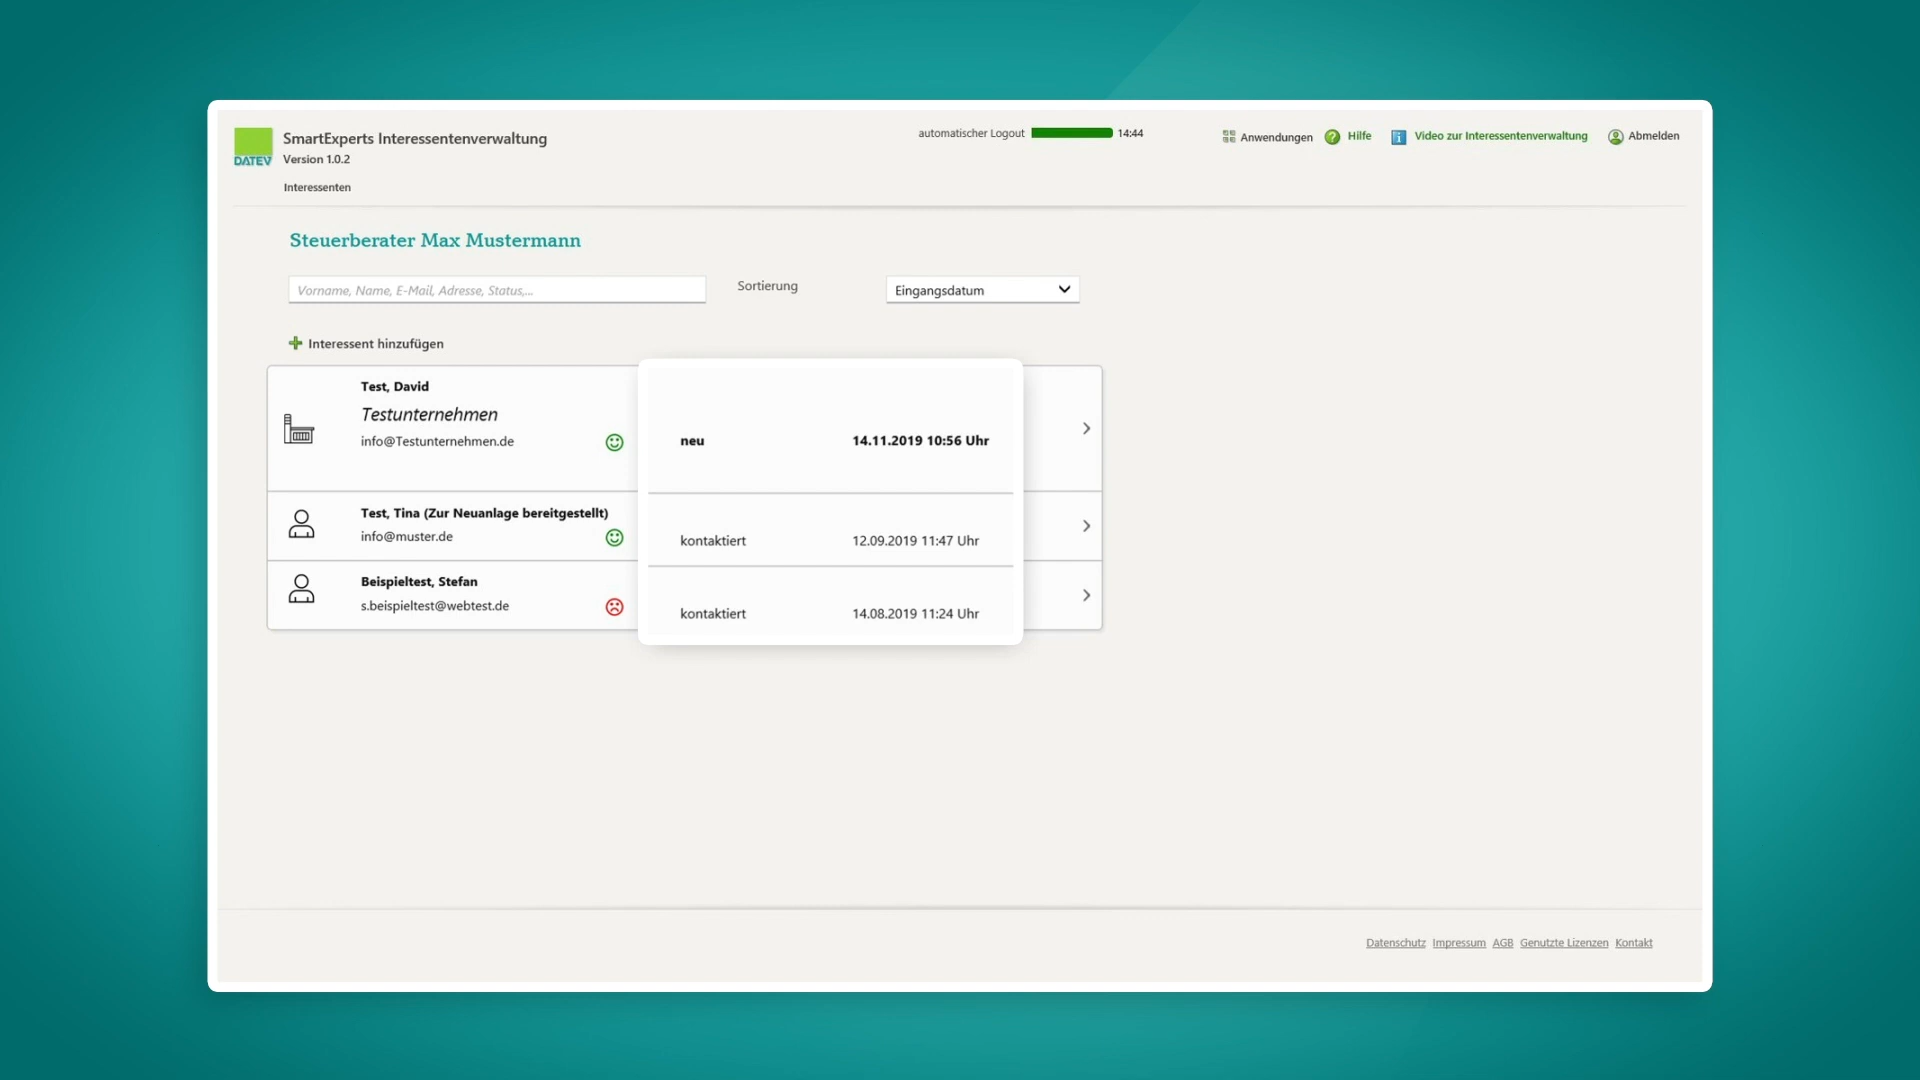 DATEV
SmartExperts Interessentenverwaltung
Version 1.0.2
automatischer Logout 14:44
Anwendungen
Hilfe
Video zur Interessentenverwaltung
Abmelden
Interessenten
Steuerberater Max Mustermann
Vorname, Name, E-Mail, Adresse, Status,...
Sortierung
Eingangsdatum
Interessent hinzufügen
Test, David
Testunternehmen
info@Testunternehmen.de
neu 14.11.2019 10:56 Uhr
Test, Tina (Zur Neuanlage bereitgestellt)
info@muster.de
kontaktiert 12.09.2019 11:47 Uhr
Beispieltest, Stefan
s.beispieltest@webtest.de
kontaktiert 14.08.2019 11:24 Uhr
Datenschutz Impressum AGB Genutzte Lizenzen Kontakt